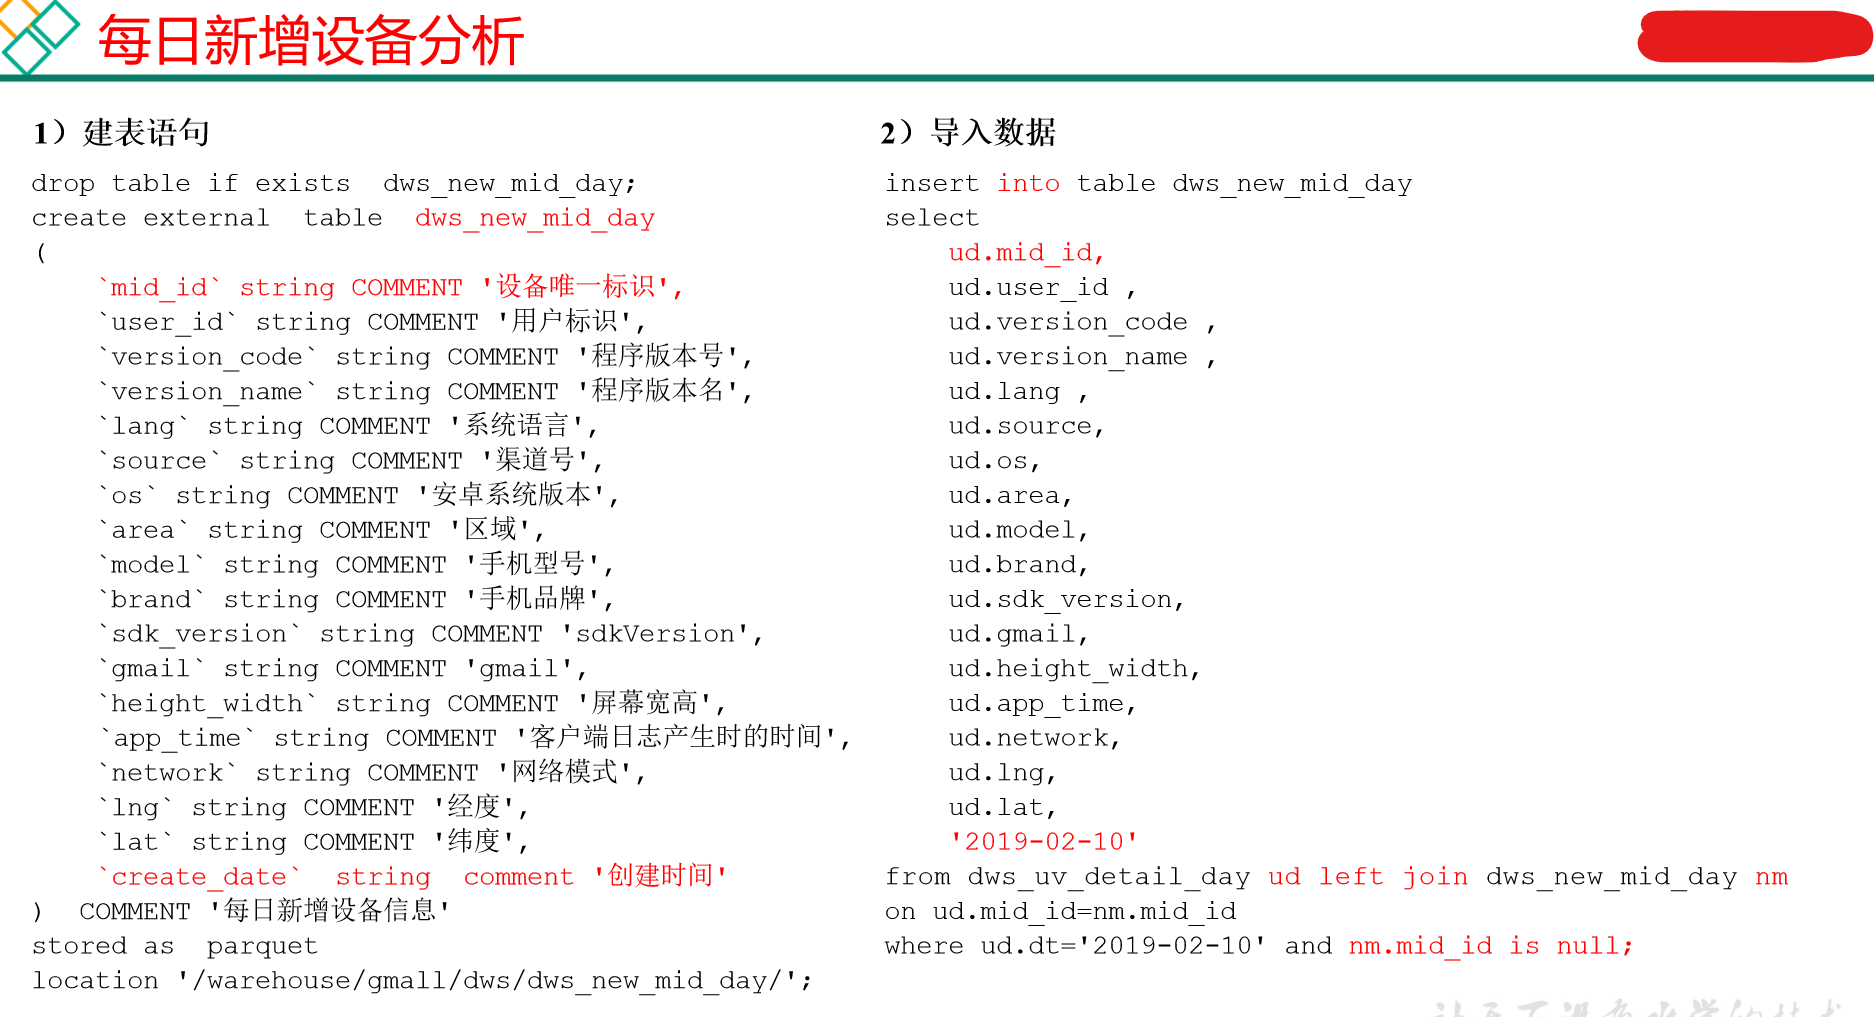 每日新增设备分析
1）建表语句
drop table if exists  dws_new_mid_day;
create external  table  dws_new_mid_day
(
    `mid_id` string COMMENT '设备唯一标识',
    `user_id` string COMMENT '用户标识',
    `version_code` string COMMENT '程序版本号',
    `version_name` string COMMENT '程序版本名',
    `lang` string COMMENT '系统语言',
    `source` string COMMENT '渠道号',
    `os` string COMMENT '安卓系统版本',
    `area` string COMMENT '区域',
    `model` string COMMENT '手机型号',
    `brand` string COMMENT '手机品牌',
    `sdk_version` string COMMENT 'sdkVersion',
    `gmail` string COMMENT 'gmail',
    `height_width` string COMMENT '屏幕宽高',
    `app_time` string COMMENT '客户端日志产生时的时间',
    `network` string COMMENT '网络模式',
    `lng` string COMMENT '经度',
    `lat` string COMMENT '纬度',
    `create_date`  string  comment '创建时间'
)  COMMENT '每日新增设备信息'
stored as  parquet
location '/warehouse/gmall/dws/dws_new_mid_day/';
2）导入数据
insert into table dws_new_mid_day
select
    ud.mid_id,
    ud.user_id ,
    ud.version_code ,
    ud.version_name ,
    ud.lang ,
    ud.source,
    ud.os,
    ud.area,
    ud.model,
    ud.brand,
    ud.sdk_version,
    ud.gmail,
    ud.height_width,
    ud.app_time,
    ud.network,
    ud.lng,
    ud.lat,
    '2019-02-10'
from dws_uv_detail_day ud left join dws_new_mid_day nm
on ud.mid_id=nm.mid_id
where ud.dt='2019-02-10' and nm.mid_id is null;